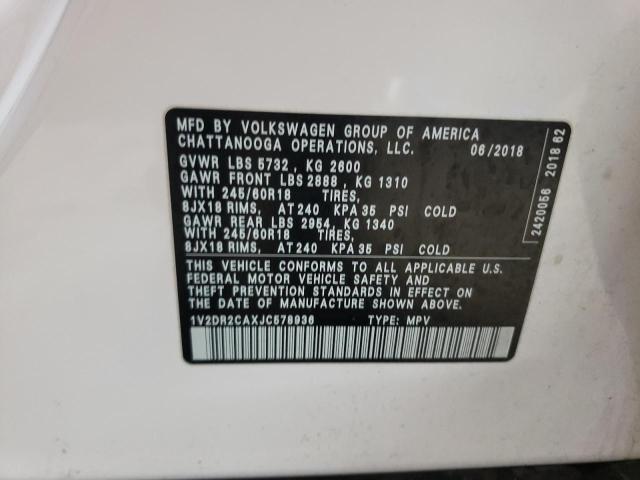 MFD BY VOLKSWAGEN GROUP OF AMERICA
CHATTANOOGA OPERATIONS, LLC. 06/2018
GVWR LBS 5732 , KG 2600
GAWR FRONT LBS 2888 , KG 1310
WITH 245/60R18 TIRES,
8JX18 RIMS, AT 240 KPA 35 PSI COLD
GAWR REAR LBS 2954, KG 1340
WITH 245/60R18 TIRES,
8JX18 RIMS, AT 240 KPA 35 PSI COLD
THIS VEHICLE CONFORMS TO ALL APPLICABLE U.S.
FEDERAL MOTOR VEHICLE SAFETY AND
THEFT PREVENTION STANDARDS IN EFFECT ON
THE DATE OF MANUFACTURE SHOWN ABOVE.
1V2DR2CAXJC578936 TYPE: MPV
2420056 2018 62